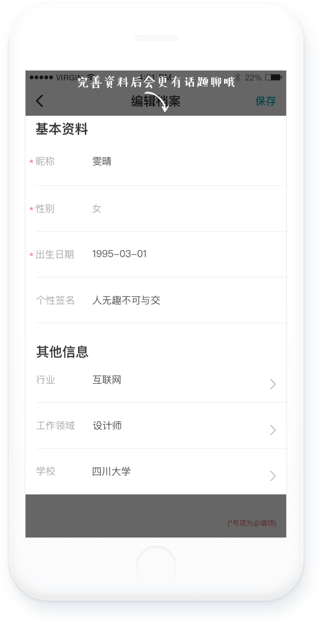 VIRGIN
22%
完善资料后会更有话题聊哦
编辑档案
保存
基本资料
* 昵称 雯晴
* 性别 女
* 出生日期 1995-03-01
个性签名 人无趣不可与交
其他信息
行业 互联网
工作领域 设计师
学校 四川大学
(*号项为必填项)